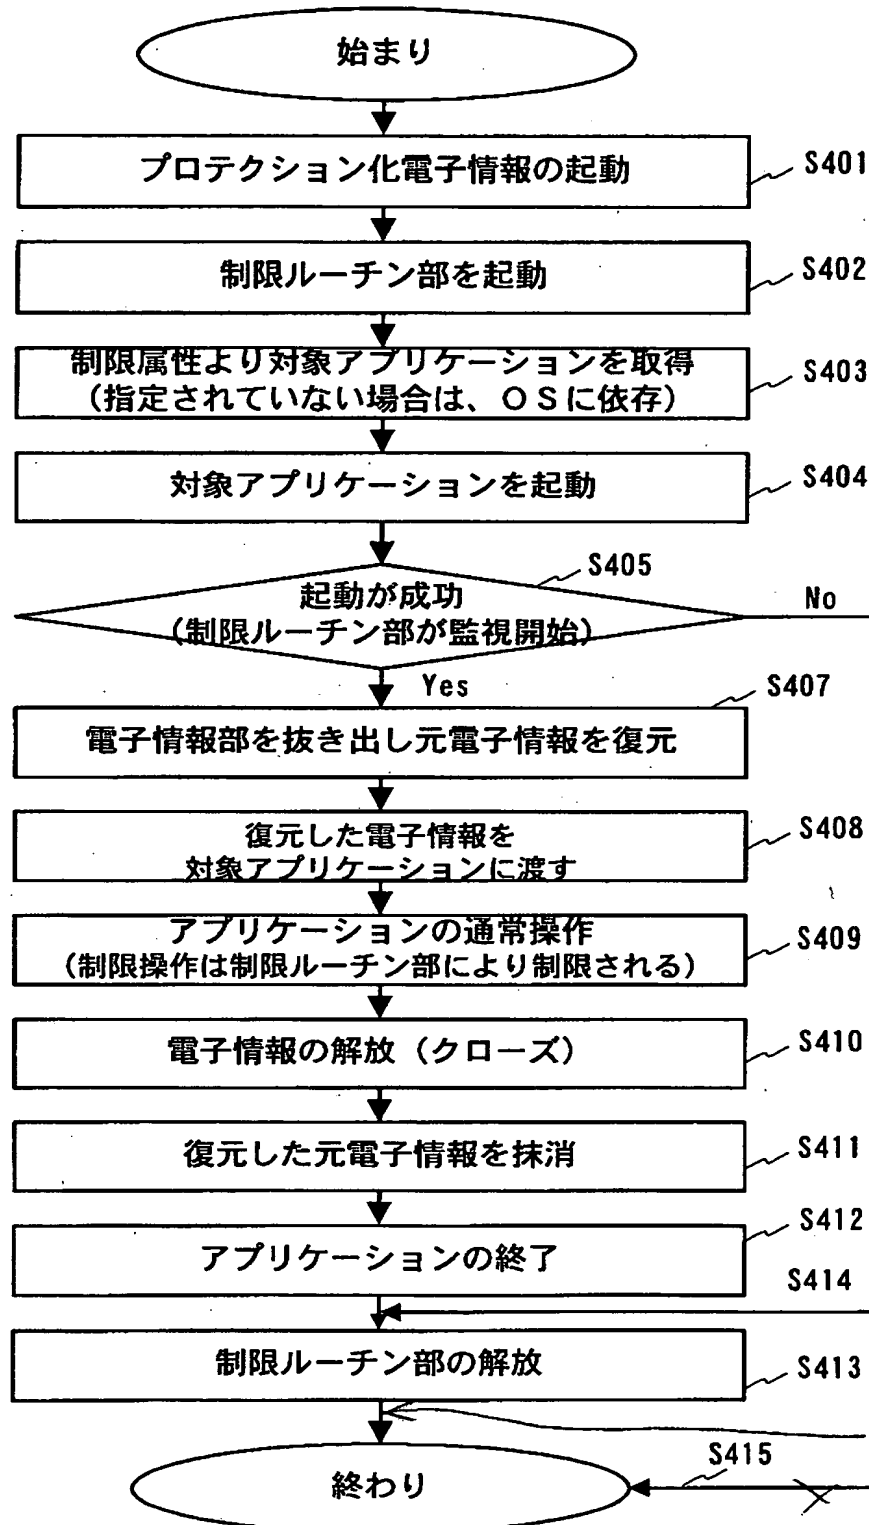 始まり
プロテクション化電子情報の起動
S401
制限ルーチン部を起動
S402
制限属性より対象アプリケーションを取得
(指定されていない場合は、OSに依存)
S403
対象アプリケーションを起動
S404
S405
起動が成功
(制限ルーチン部が監視開始)
No
Yes
S407
電子情報部を抜き出し元電子情報を復元
復元した電子情報を
対象アプリケーションに渡す
S408
アプリケーションの通常操作
(制限操作は制限ルーチン部により制限される)
S409
電子情報の解放(クローズ)
S410
復元した元電子情報を抹消
S411
S412
アプリケーションの終了
S414
制限ルーチン部の解放
S413
S415
終わり